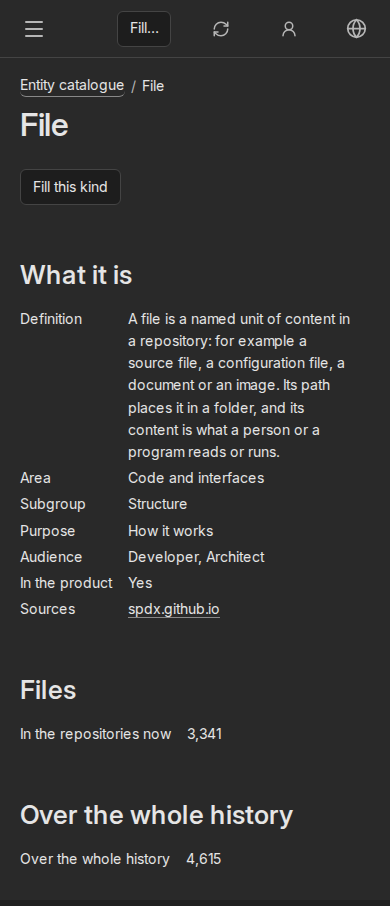 Fill...
Entity catalogue / File
File
Fill this kind
What it is
Definition A file is a named unit of content in
a repository: for example a
source file, a configuration file, a
document or an image. Its path
places it in a folder, and its
content is what a person or a
program reads or runs.
Area Code and interfaces
Subgroup Structure
Purpose How it works
Audience Developer, Architect
In the product Yes
Sources spdx.github.io
Files
In the repositories now 3,341
Over the whole history
Over the whole history 4,615